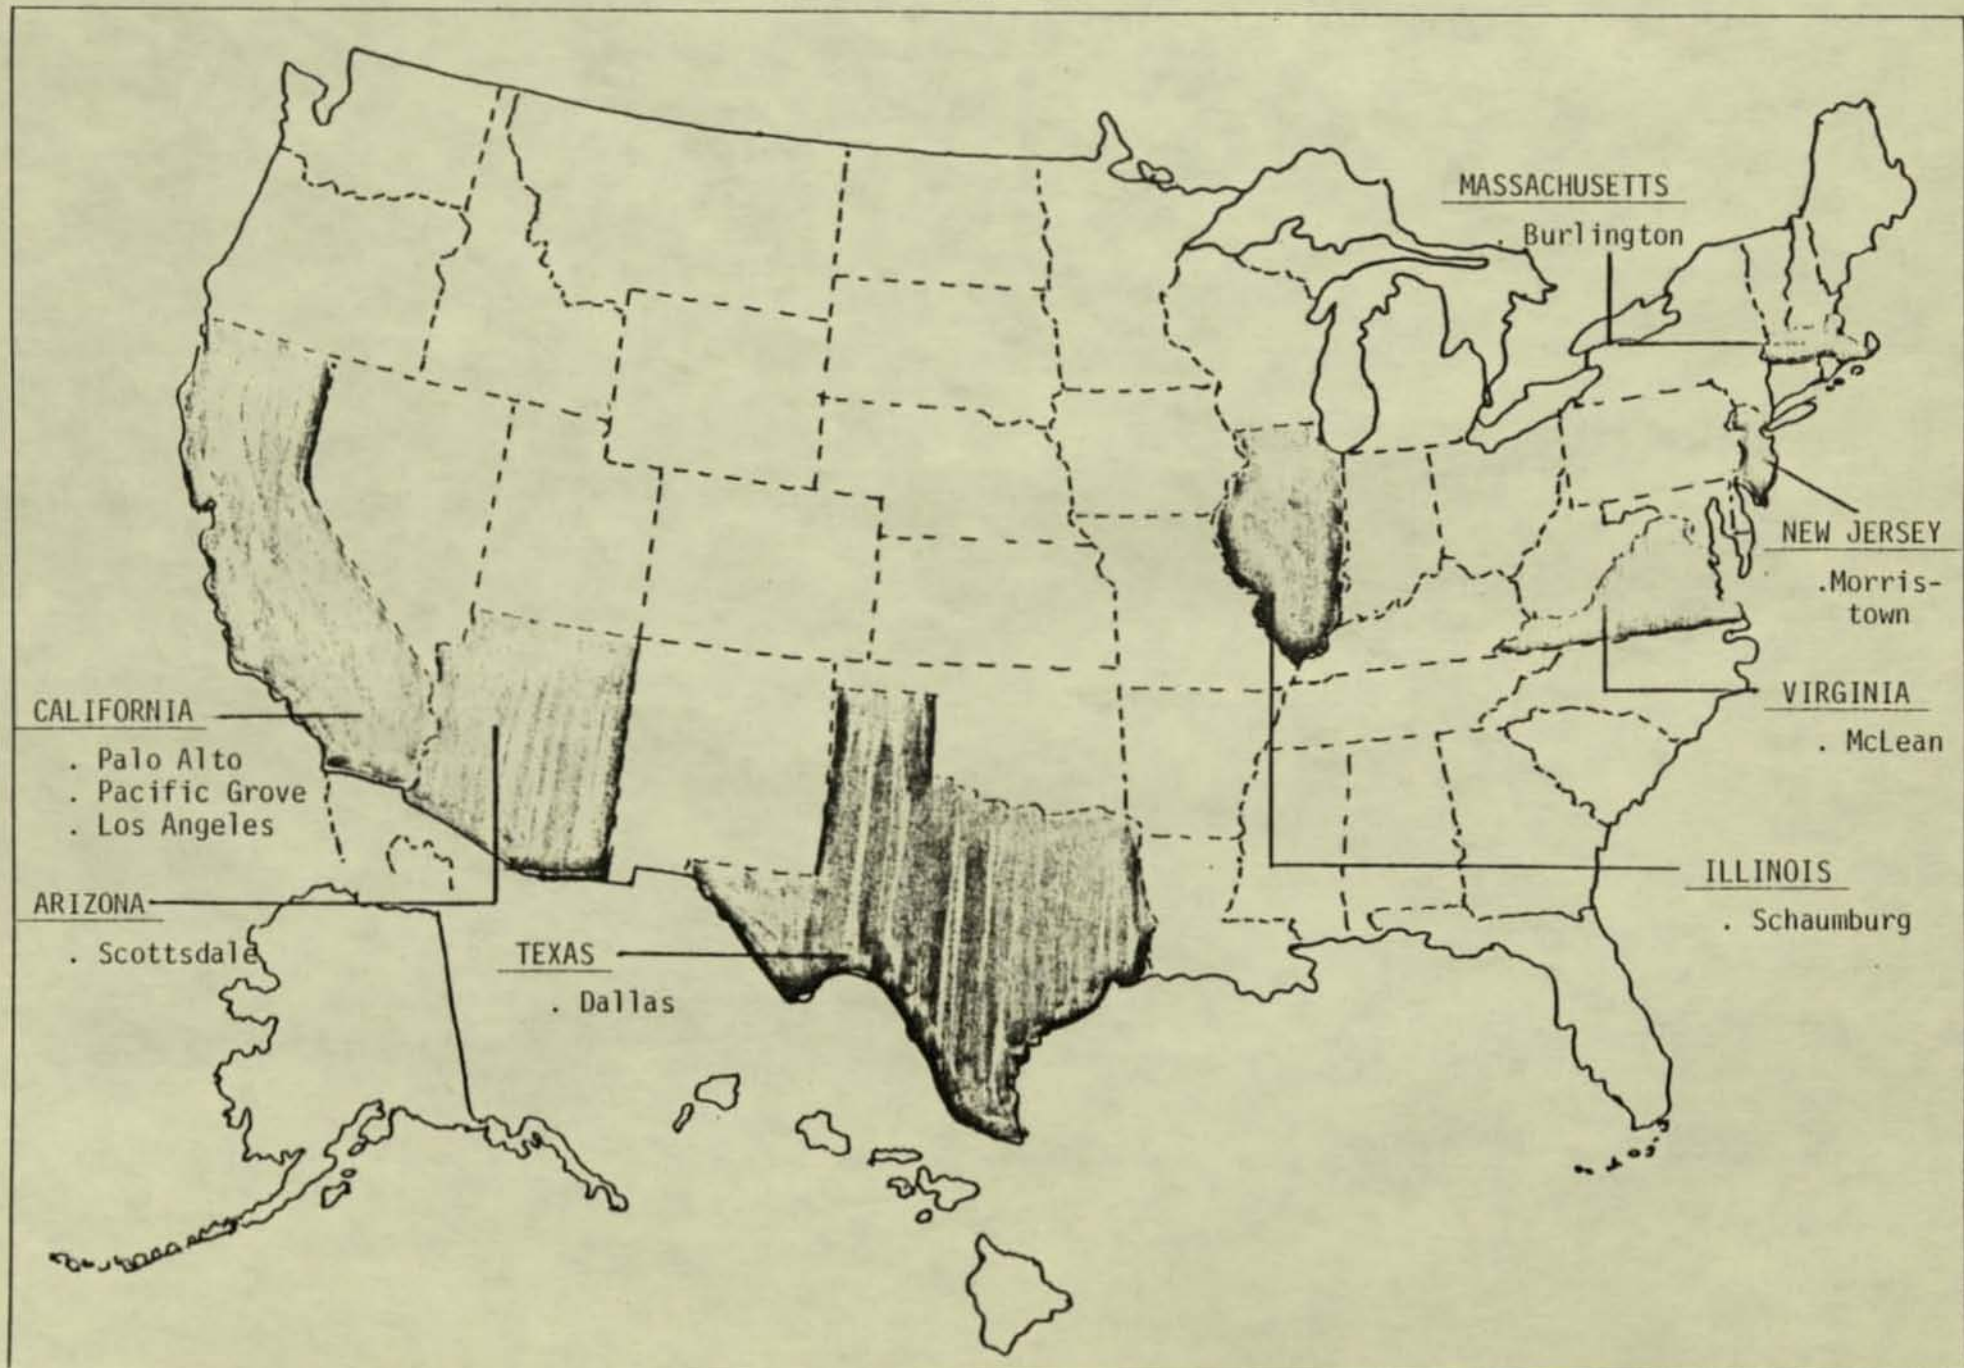 MASSACHUSETTS
. Burlington
NEW JERSEY
.Morris-
town
VIRGINIA
. McLean
CALIFORNIA
. Palo Alto
. Pacific Grove
. Los Angeles
ILLINOIS
. Schaumburg
ARIZONA
. Scottsdale
TEXAS
. Dallas